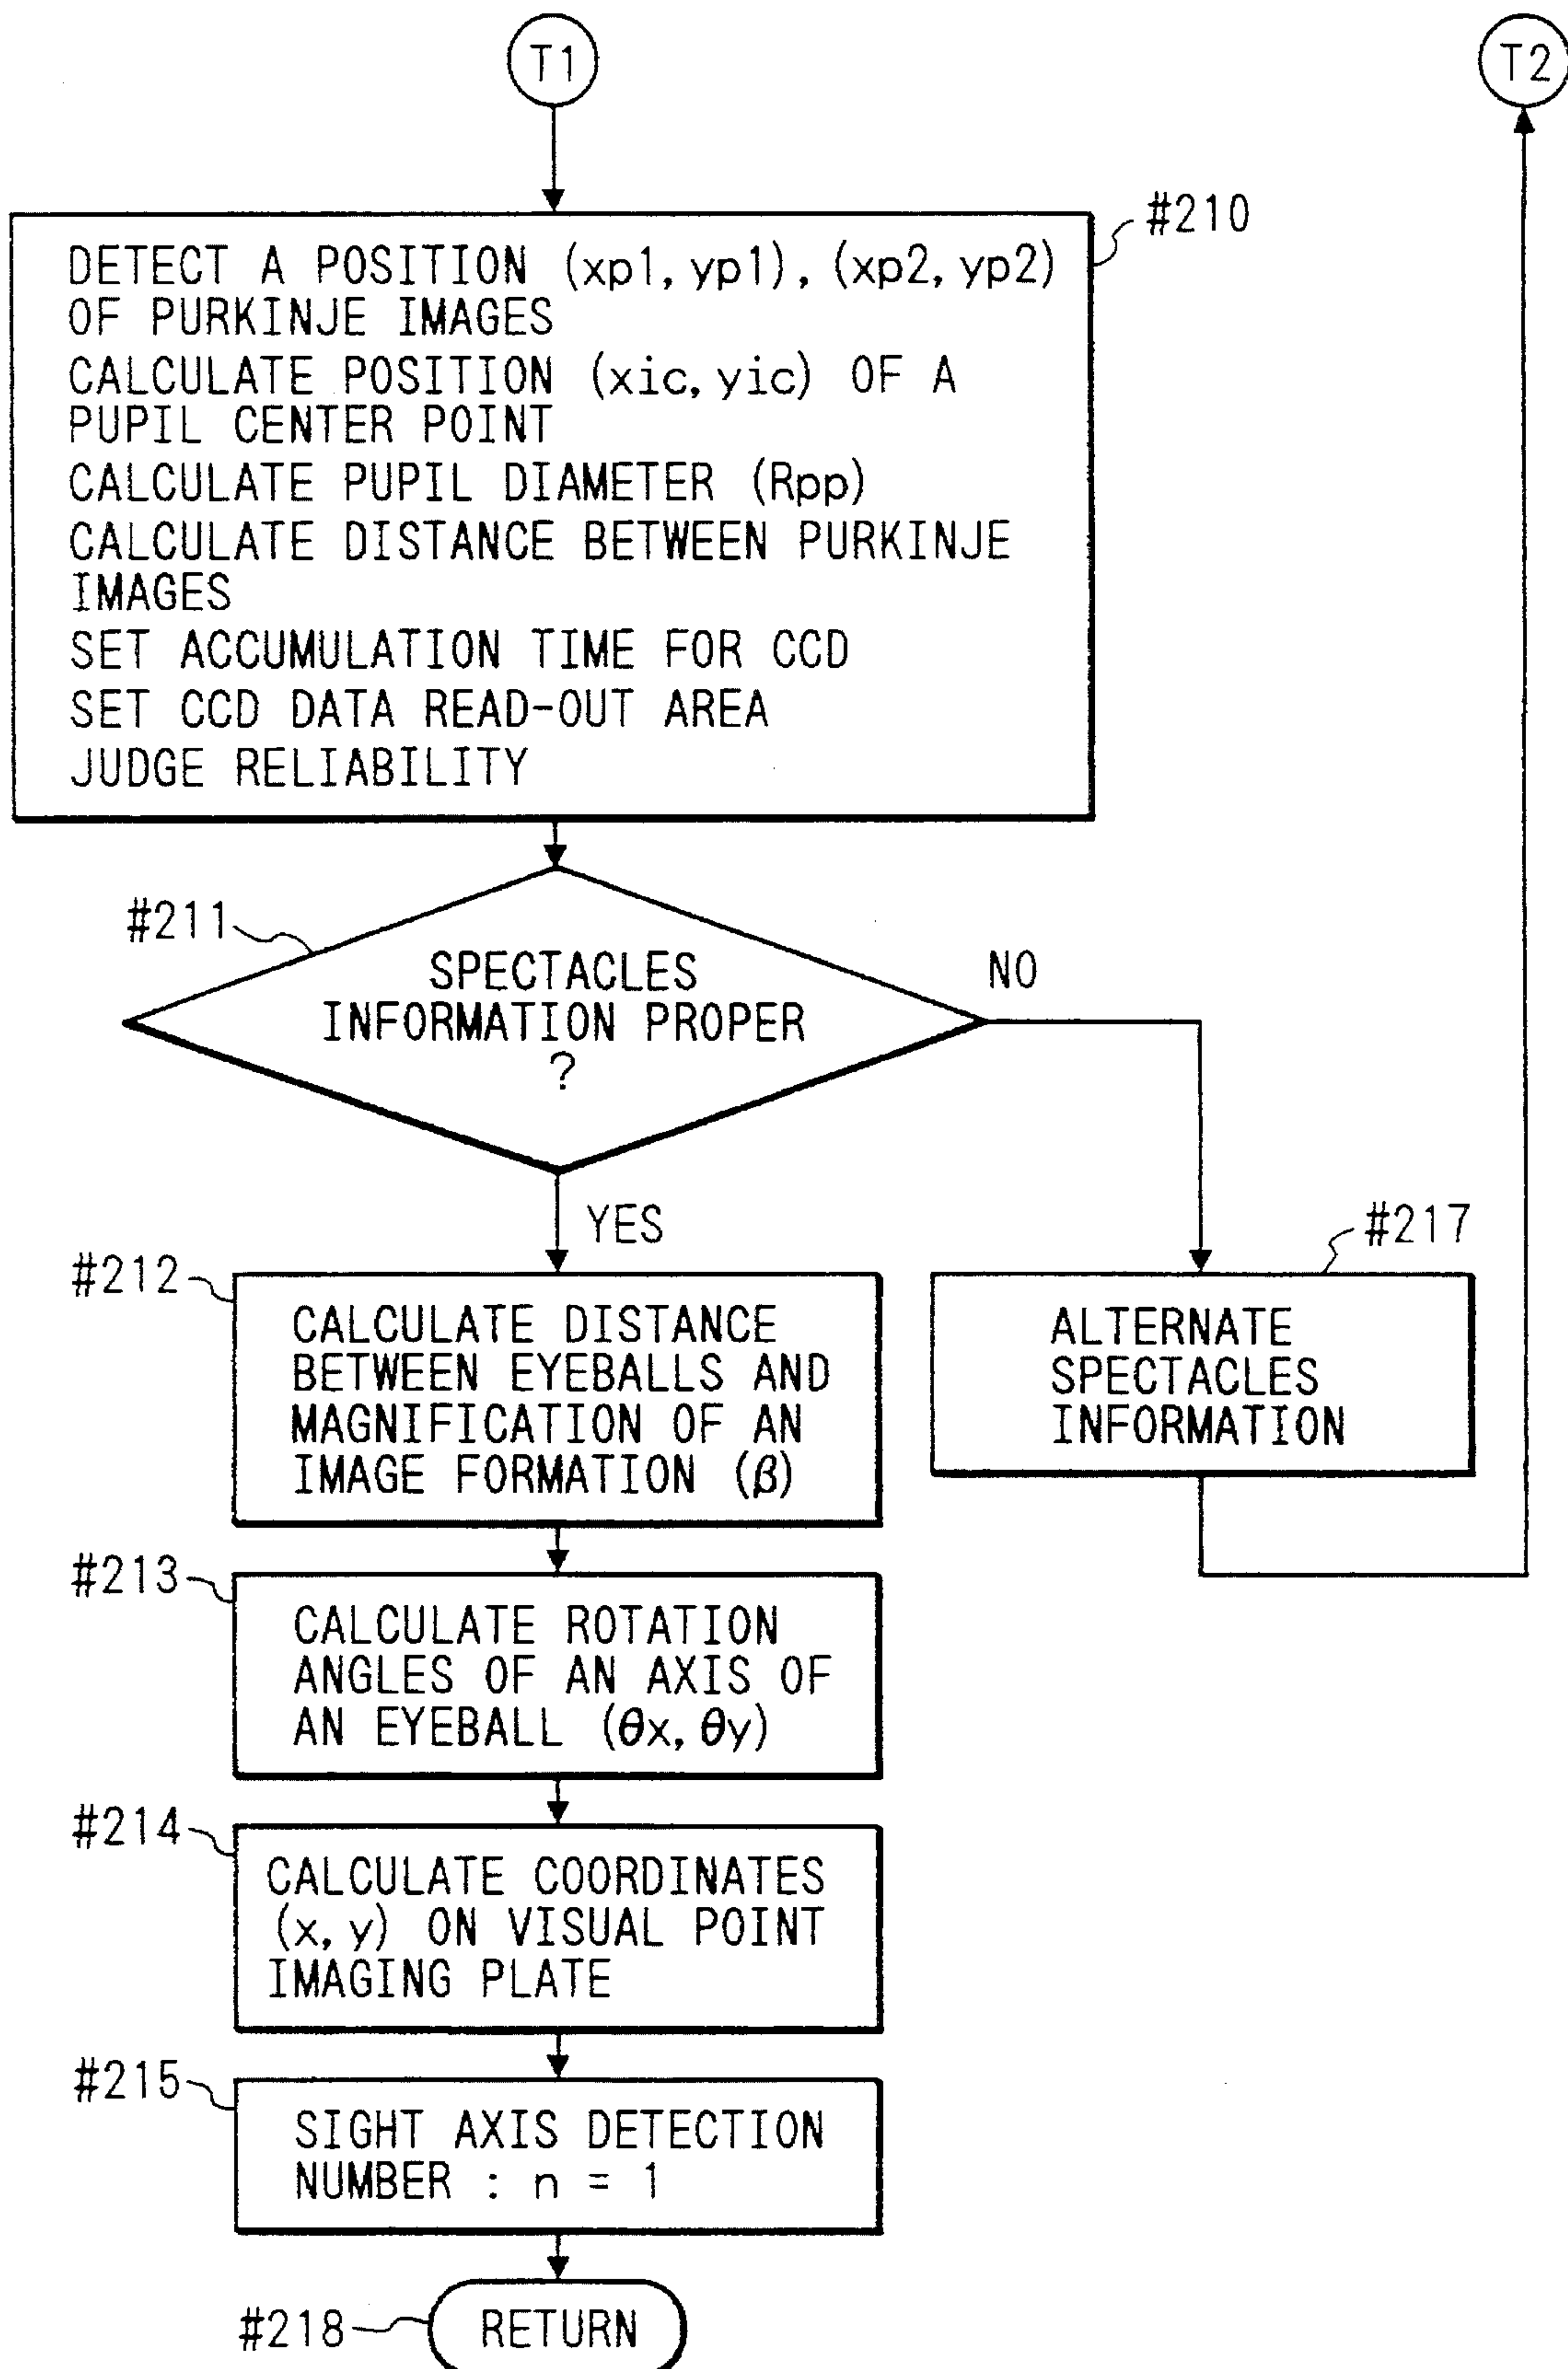 T1
T2
#210
DETECT A POSITION (xp1, yp1), (xp2, yp2)
OF PURKINJE IMAGES
CALCULATE POSITION (xic, yic) OF A
PUPIL CENTER POINT
CALCULATE PUPIL DIAMETER (Rpp)
CALCULATE DISTANCE BETWEEN PURKINJE
IMAGES
SET ACCUMULATION TIME FOR CCD
SET CCD DATA READ-OUT AREA
JUDGE RELIABILITY
#211
SPECTACLES
INFORMATION PROPER
?
NO
YES
#212
CALCULATE DISTANCE
BETWEEN EYEBALLS AND
MAGNIFICATION OF AN
IMAGE FORMATION (β)
#217
ALTERNATE
SPECTACLES
INFORMATION
#213
CALCULATE ROTATION
ANGLES OF AN AXIS OF
AN EYEBALL (θx, θy)
#214
CALCULATE COORDINATES
(x, y) ON VISUAL POINT
IMAGING PLATE
#215
SIGHT AXIS DETECTION
NUMBER : n = 1
#218
RETURN